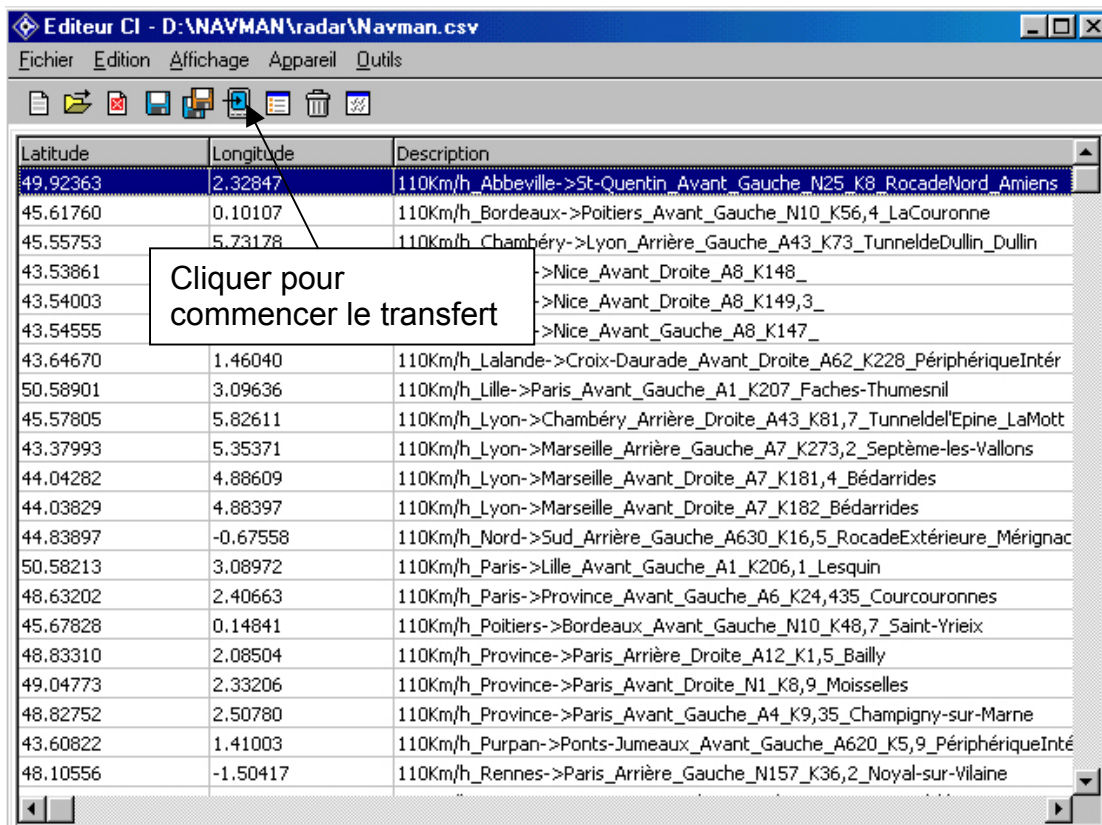 Editeur CI - D:\NAVMAN\radar\Navman.csv
Fichier Edition Affichage Appareil Outils
Latitude Longitude Description
49.92363 2.32847 110Km/h_Abbeville->St-Quentin_Avant_Gauche_N25_K8_RocadeNord_Amiens
45.61760 0.10107 110Km/h_Bordeaux->Poitiers_Avant_Gauche_N10_K56,4_LaCouronne
45.55753 5.73178 110Km/h_Chambéry->Lyon_Arrière_Gauche_A43_K73_TunneldeDullin_Dullin
43.53861 ->Nice_Avant_Droite_A8_K148_
43.54003 ->Nice_Avant_Droite_A8_K149,3_
43.54555 ->Nice_Avant_Gauche_A8_K147_
Cliquer pour
commencer le transfert
43.64670 1.46040 110Km/h_Lalande->Croix-Daurade_Avant_Droite_A62_K228_PériphériqueIntér
50.58901 3.09636 110Km/h_Lille->Paris_Avant_Gauche_A1_K207_Faches-Thumesnil
45.57805 5.82611 110Km/h_Lyon->Chambéry_Arrière_Droite_A43_K81,7_Tunneldel'Epine_LaMott
43.37993 5.35371 110Km/h_Lyon->Marseille_Arrière_Gauche_A7_K273,2_Septème-les-Vallons
44.04282 4.88609 110Km/h_Lyon->Marseille_Avant_Droite_A7_K181,4_Bédarrides
44.03829 4.88397 110Km/h_Lyon->Marseille_Avant_Droite_A7_K182_Bédarrides
44.83897 -0.67558 110Km/h_Nord->Sud_Arrière_Gauche_A630_K16,5_RocadeExtérieure_Mérignac
50.58213 3.08972 110Km/h_Paris->Lille_Avant_Gauche_A1_K206,1_Lesquin
48.63202 2.40663 110Km/h_Paris->Province_Avant_Gauche_A6_K24,435_Courcouronnes
45.67828 0.14841 110Km/h_Poitiers->Bordeaux_Avant_Gauche_N10_K48,7_Saint-Yrieix
48.83310 2.08504 110Km/h_Province->Paris_Arrière_Droite_A12_K1,5_Bailly
49.04773 2.33206 110Km/h_Province->Paris_Avant_Droite_N1_K8,9_Moisselles
48.82752 2.50780 110Km/h_Province->Paris_Avant_Gauche_A4_K9,35_Champigny-sur-Marne
43.60822 1.41003 110Km/h_Purpan->Ponts-Jumeaux_Avant_Gauche_A620_K5,9_PériphériqueInté
48.10556 -1.50417 110Km/h_Rennes->Paris_Arrière_Gauche_N157_K36,2_Noyal-sur-Vilaine